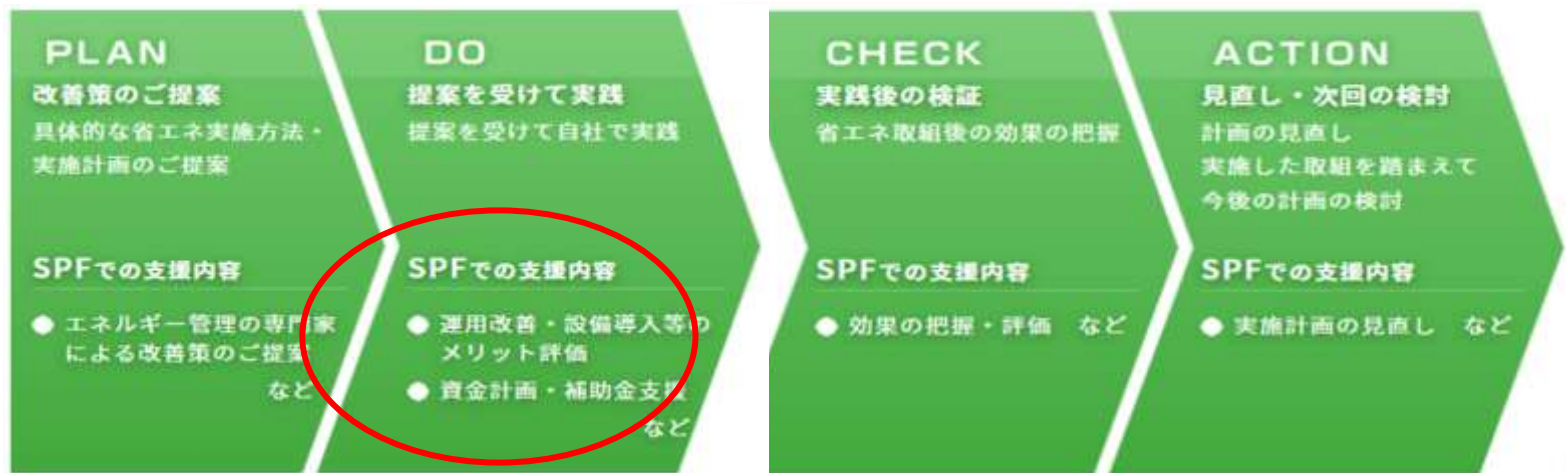 PLAN
改善策のご提案
具体的な省エネ実施方法・
実施計画のご提案
SPFでの支援内容
● エネルギー管理の専門家
による改善策のご提案
など
DO
提案を受けて実践
提案を受けて自社で実践
SPFでの支援内容
● 運用改善・設備導入等の
メリット評価
● 資金計画・補助金支援
など
CHECK
実践後の検証
省エネ取組後の効果の把握
SPFでの支援内容
● 効果の把握・評価 など
ACTION
見直し・次回の検討
計画の見直し
実施した取組を踏まえて
今後の計画の検討
SPFでの支援内容
● 実施計画の見直し など